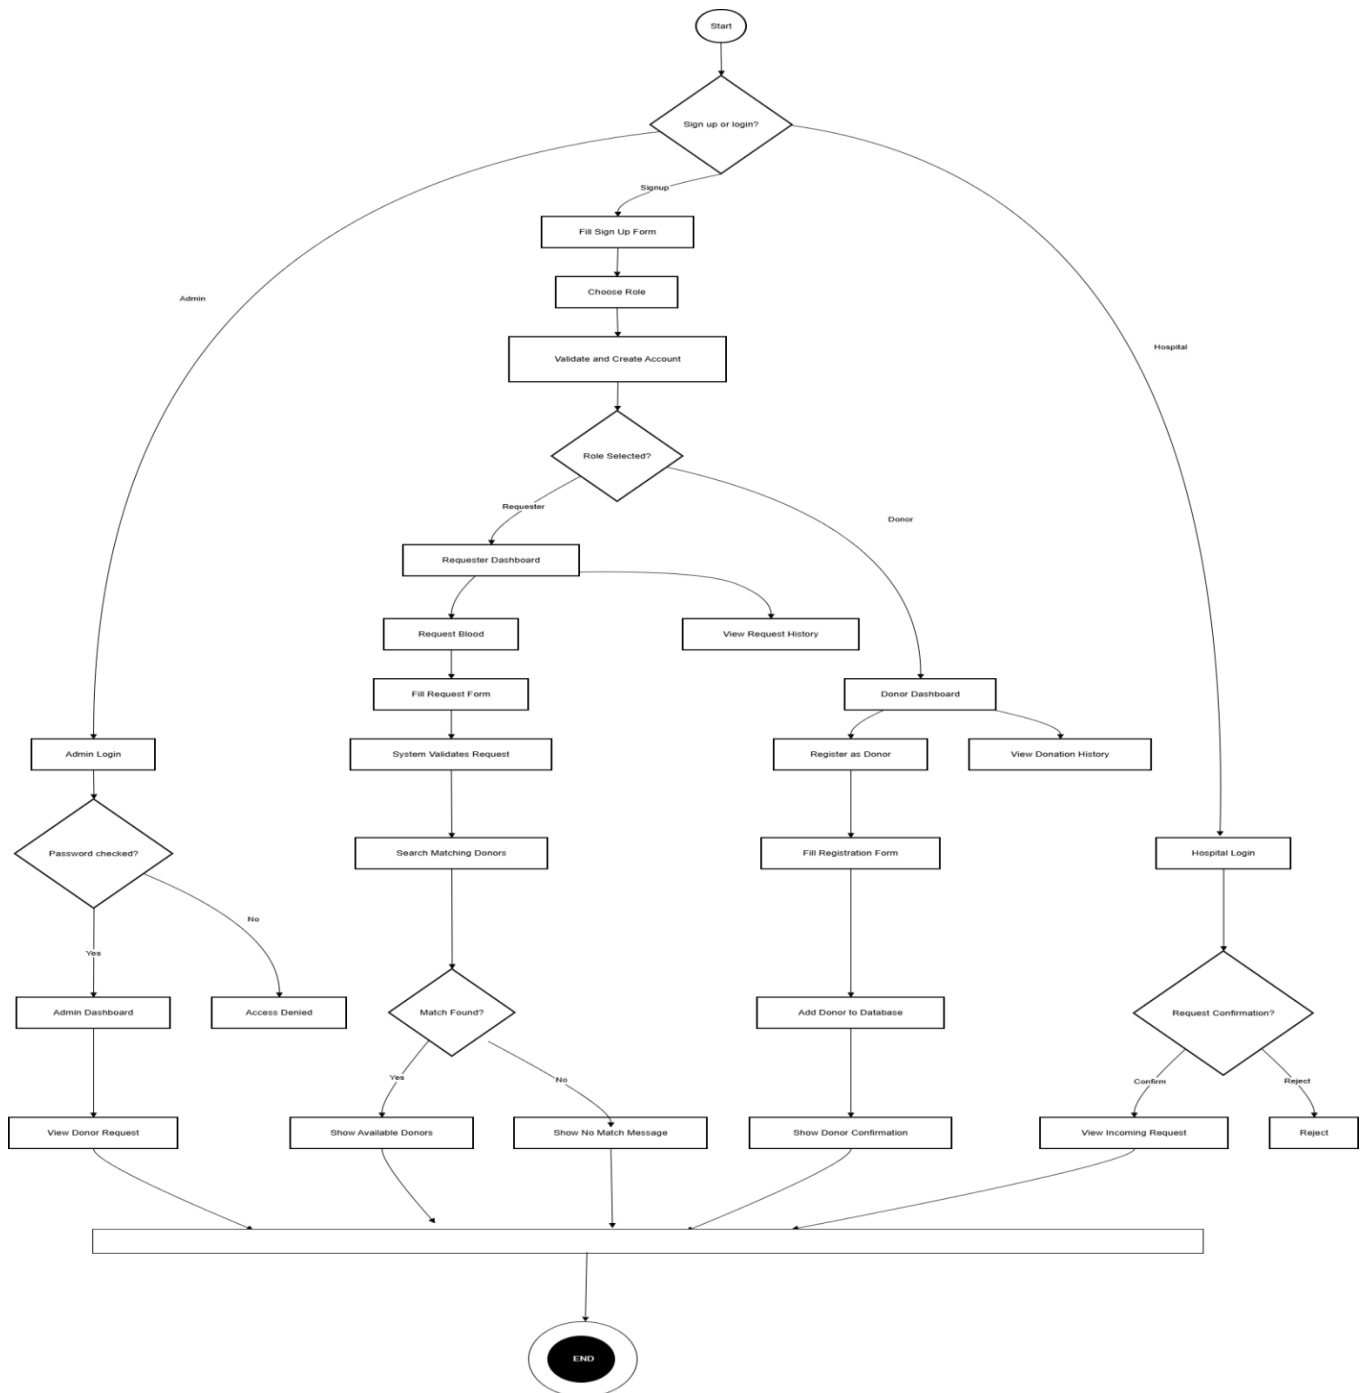 Start
Sign up or login?
Signup
Fill Sign Up Form
Choose Role
Admin
Hospital
Validate and Create Account
Role Selected?
Requester
Donor
Requester Dashboard
Request Blood
View Request History
Fill Request Form
Donor Dashboard
Admin Login
System Validates Request
Register as Donor
View Donation History
Password checked?
Search Matching Donors
Fill Registration Form
Hospital Login
No
Yes
Admin Dashboard
Access Denied
Match Found?
Add Donor to Database
Request Confirmation?
Yes
No
Confirm
Reject
View Donor Request
Show Available Donors
Show No Match Message
Show Donor Confirmation
View Incoming Request
Reject
END